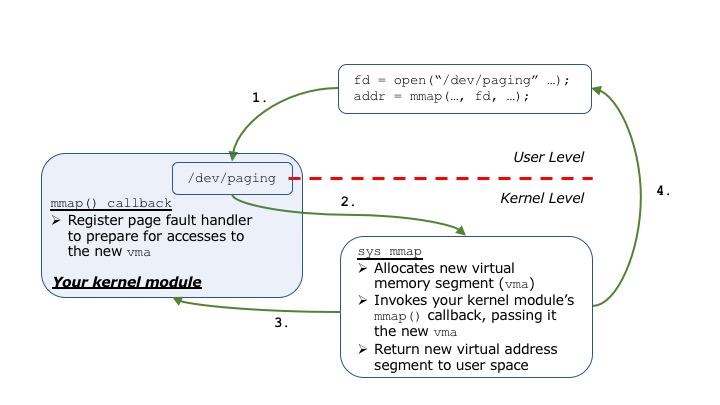 fd = open(“/dev/paging” …);
addr = mmap(…, fd, …);
1.
User Level
/dev/paging
Kernel Level
4.
2.
mmap() callback
➢ Register page fault handler
to prepare for accesses to
the new vma
Your kernel module
3.
sys mmap
➢ Allocates new virtual
memory segment (vma)
➢ Invokes your kernel module’s
mmap() callback, passing it
the new vma
➢ Return new virtual address
segment to user space